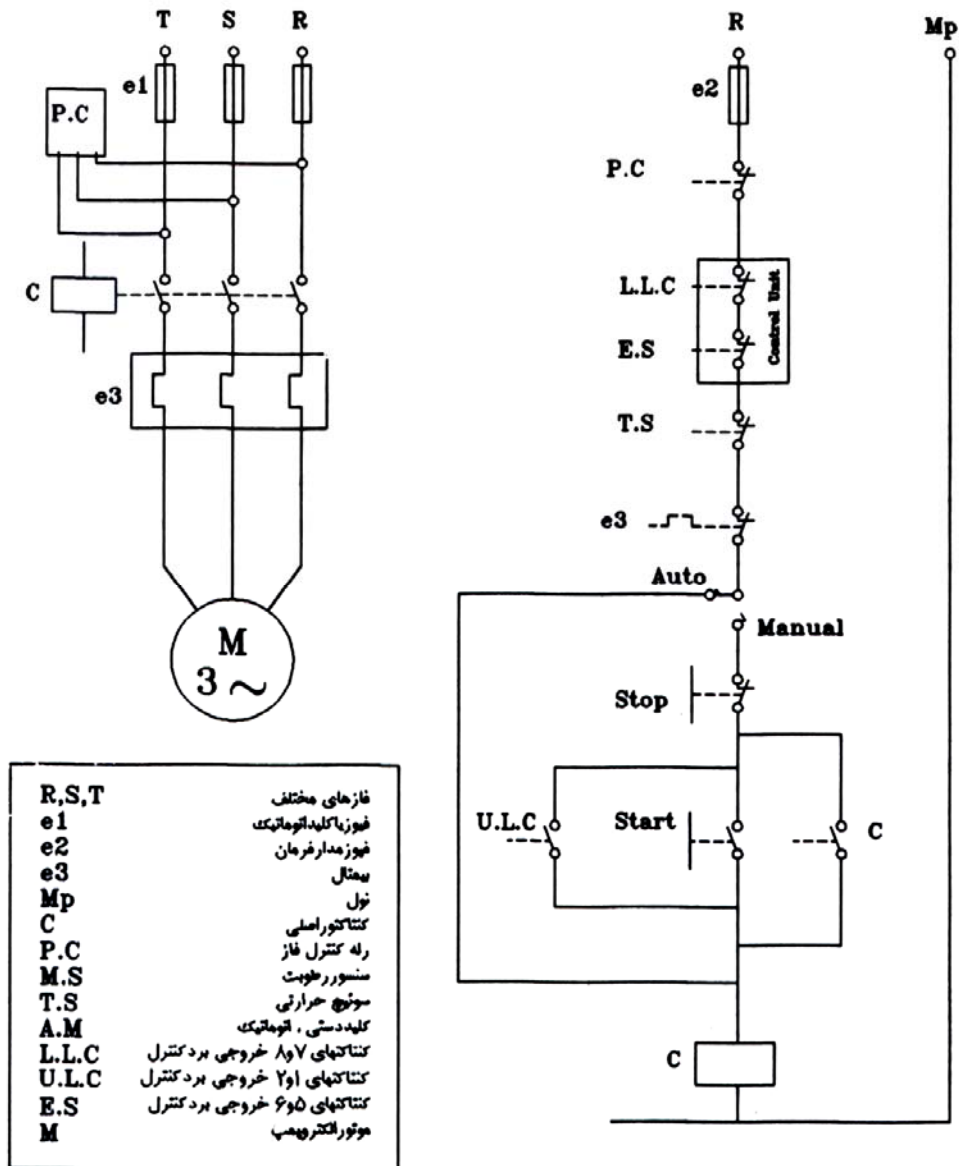 T S R
e1
P.C
C
e3
M
3 ~
R Mp
e2
P.C
L.L.C
Control Unit
E.S
T.S
e3
Auto
Manual
Stop
U.L.C Start C
C
R,S,T فازهای مختلف
e1 فیوزیاکلیداتوماتیک
e2 فیوزمدارفرمان
e3 بیمتال
Mp نول
C کنتاکتوراصلی
P.C رله کنترل فاز
M.S سنسوررطوبت
T.S سوئیچ حرارتی
A.M کلیددستی ، اتوماتیک
L.L.C کنتاکتهای ۷و۸ خروجی بردکنترل
U.L.C کنتاکتهای ۱و۲ خروجی بردکنترل
E.S کنتاکتهای ۵و۶ خروجی بردکنترل
M موتورالکتروپمپ